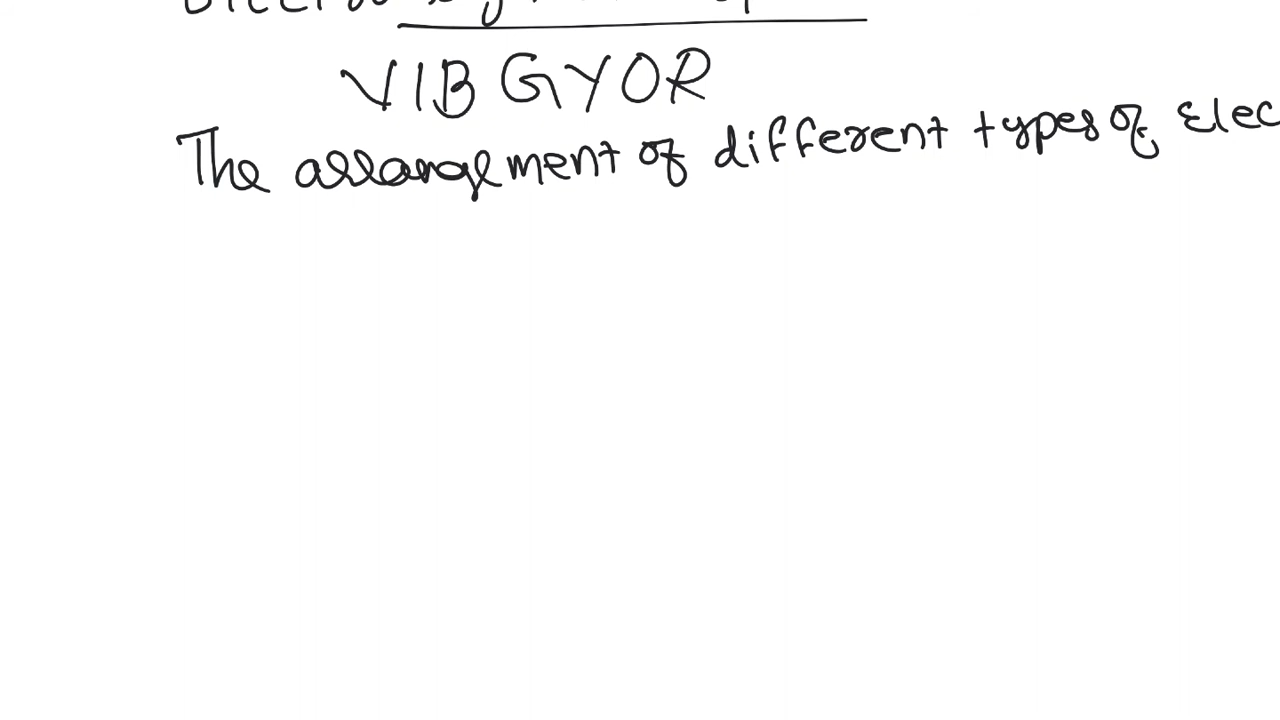 VIBGYOR
The arrangement of different types of Elec